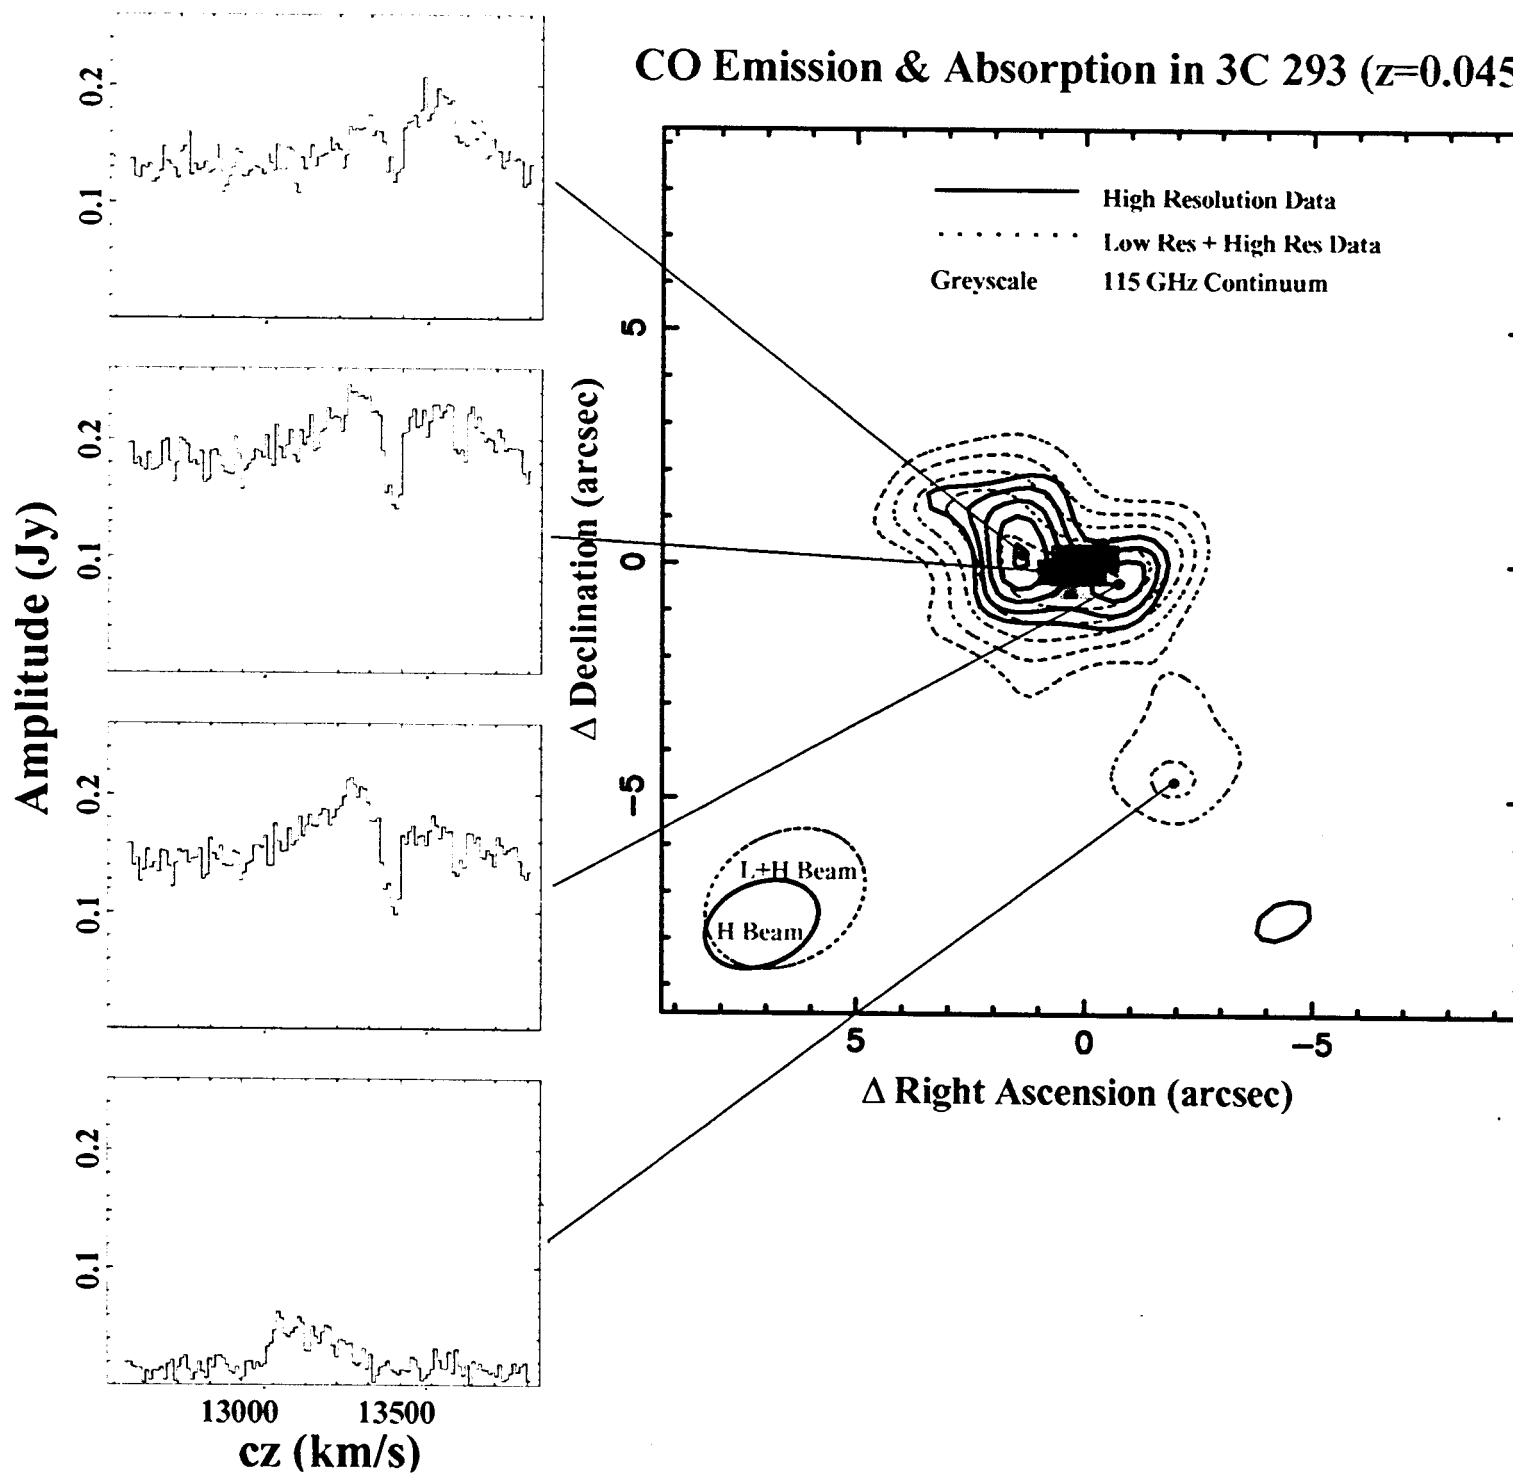 CO Emission & Absorption in 3C 293 (z=0.045
High Resolution Data
Low Res + High Res Data
Greyscale 115 GHz Continuum
Amplitude (Jy)
0.2
0.1
0.2
0.1
0.2
0.1
0.2
0.1
13000 13500
cz (km/s)
Δ Declination (arcsec)
5
0
-5
L+H Beam
H Beam
5 0 -5
Δ Right Ascension (arcsec)